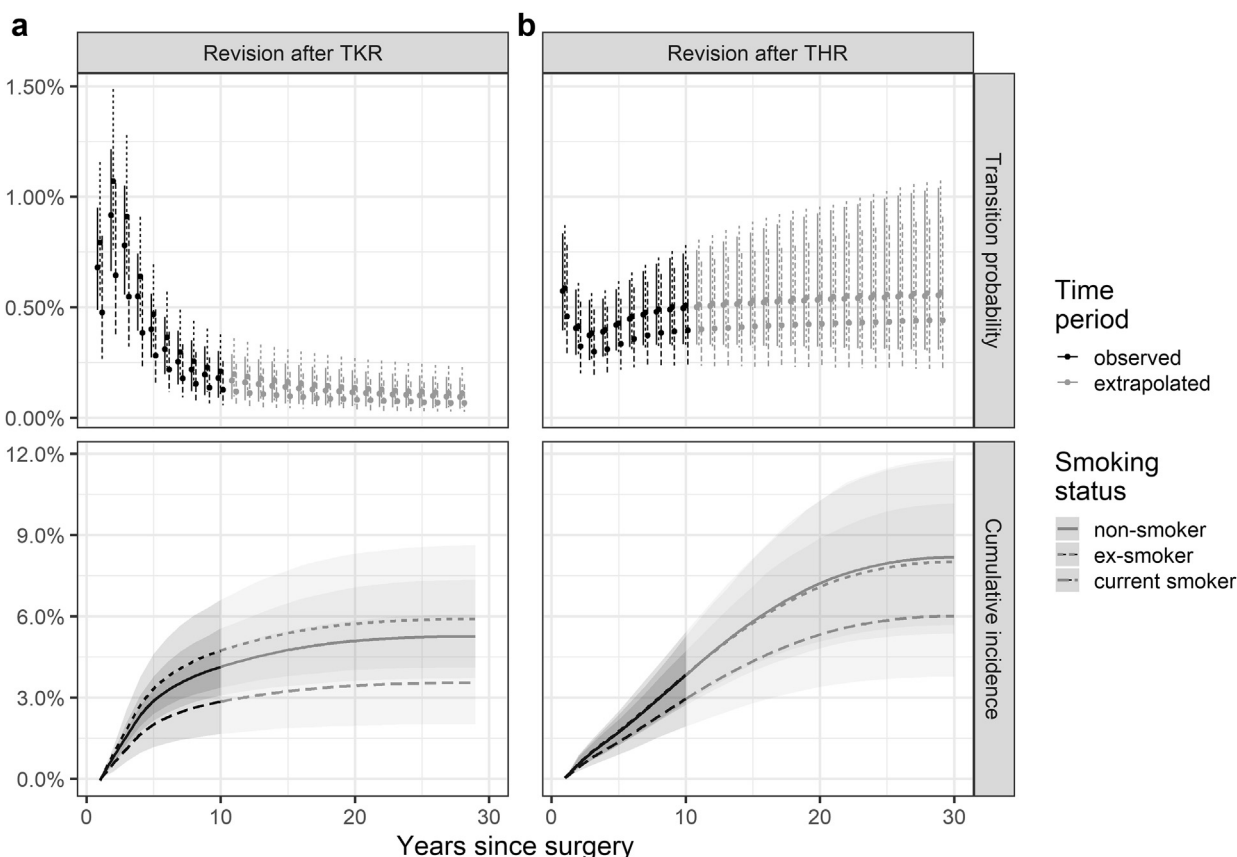 a
b
Revision after TKR
Revision after THR
1.50%
1.00%
0.50%
0.00%
Transition probability
12.0%
9.0%
6.0%
3.0%
0.0%
Cumulative incidence
0
10
20
30
0
10
20
30
Years since surgery
Time
period
observed
extrapolated
Smoking
status
non-smoker
ex-smoker
current smoker